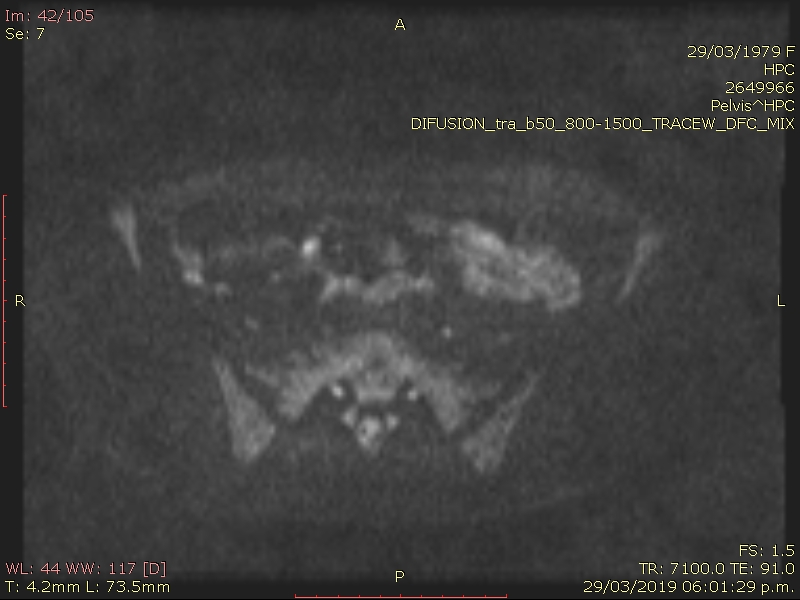 Im: 42/105
Se: 7
A
29/03/1979 F
HPC
2649966
Pelvis^HPC
DIFUSION_tra_b50_800-1500_TRACEW_DFC_MIX
R
L
WL: 44 WW: 117 [D]
T: 4.2mm L: 73.5mm
P
FS: 1.5
TR: 7100.0 TE: 91.0
29/03/2019 06:01:29 p.m.